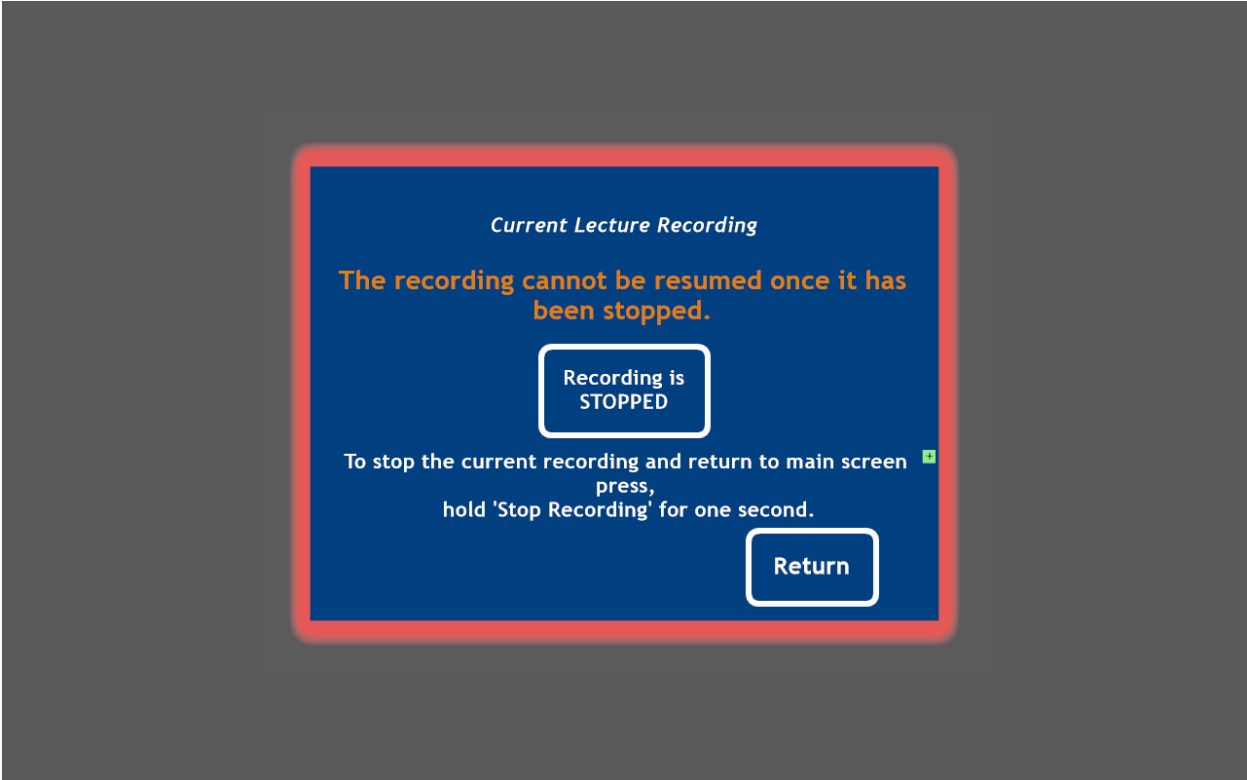 Current Lecture Recording
The recording cannot be resumed once it has
been stopped.
Recording is
STOPPED
To stop the current recording and return to main screen
press,
hold 'Stop Recording' for one second.
+
Return